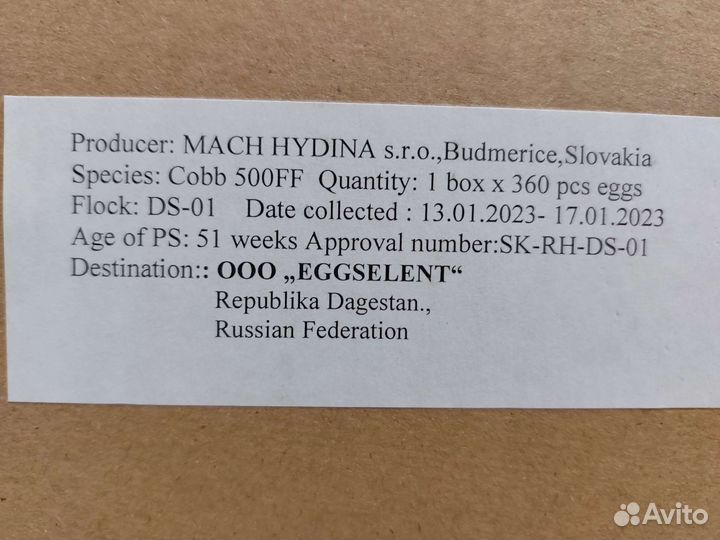 Producer: MACH HYDINA s.r.o.,Budmerice,Slovakia
Species: Cobb 500FF Quantity: 1 box x 360 pcs eggs
Flock: DS-01 Date collected : 13.01.2023- 17.01.2023
Age of PS: 51 weeks Approval number:SK-RH-DS-01
Destination:: OOO „EGGSELENT“
Republika Dagestan.,
Russian Federation
Avito